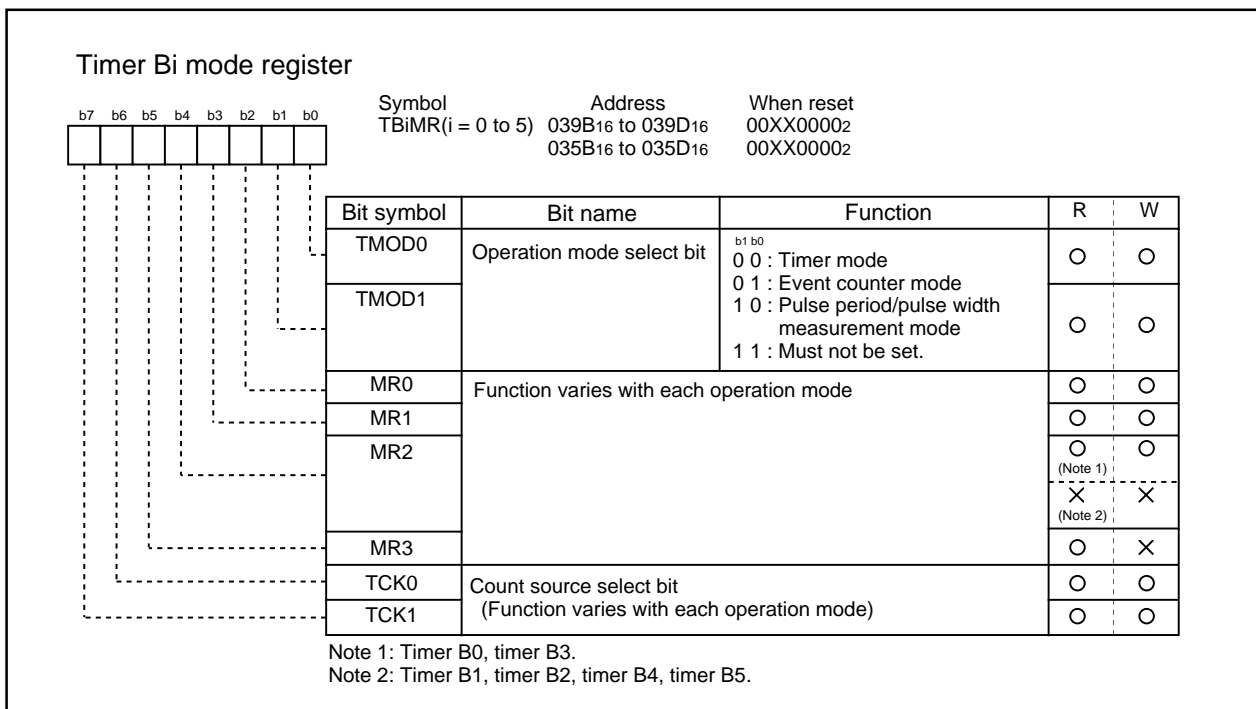 Timer Bi mode register
Symbol Address When reset
TBiMR(i = 0 to 5) 039B16 to 039D16 00XX00002
035B16 to 035D16 00XX00002
b7 b6 b5 b4 b3 b2 b1 b0
Bit symbol Bit name Function R W
TMOD0 Operation mode select bit b1 b0
0 0 : Timer mode
0 1 : Event counter mode
TMOD1 1 0 : Pulse period/pulse width
measurement mode
1 1 : Must not be set.
MR0 Function varies with each operation mode
MR1
MR2
(Note 1)
(Note 2)
MR3
TCK0 Count source select bit
TCK1 (Function varies with each operation mode)
Note 1: Timer B0, timer B3.
Note 2: Timer B1, timer B2, timer B4, timer B5.